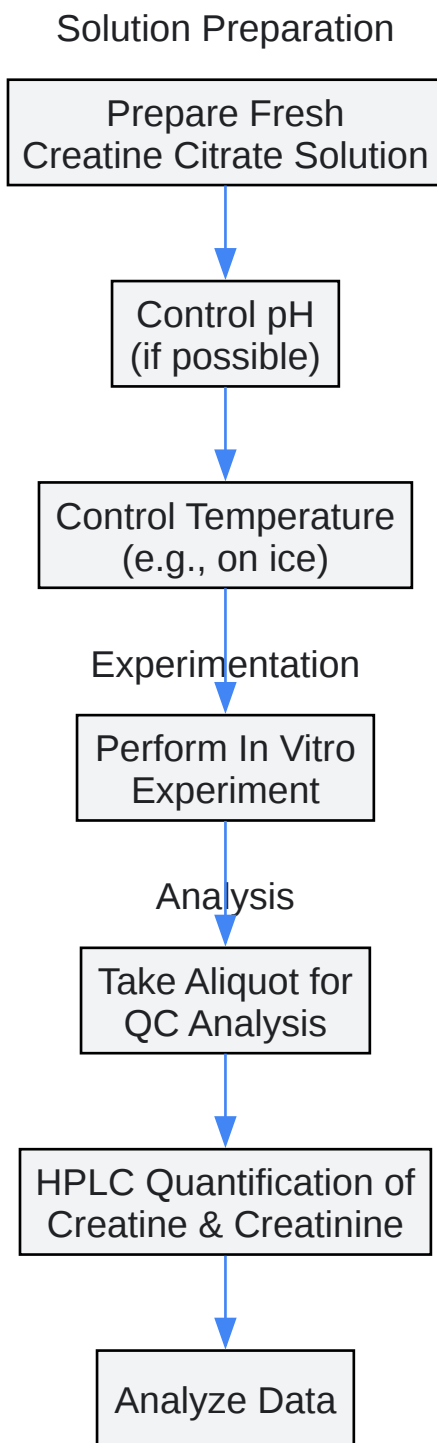 Solution Preparation
Prepare Fresh
Creatine Citrate Solution
Control pH
(if possible)
Control Temperature
(e.g., on ice)
Experimentation
Perform In Vitro
Experiment
Analysis
Take Aliquot for
QC Analysis
HPLC Quantification of
Creatine & Creatinine
Analyze Data